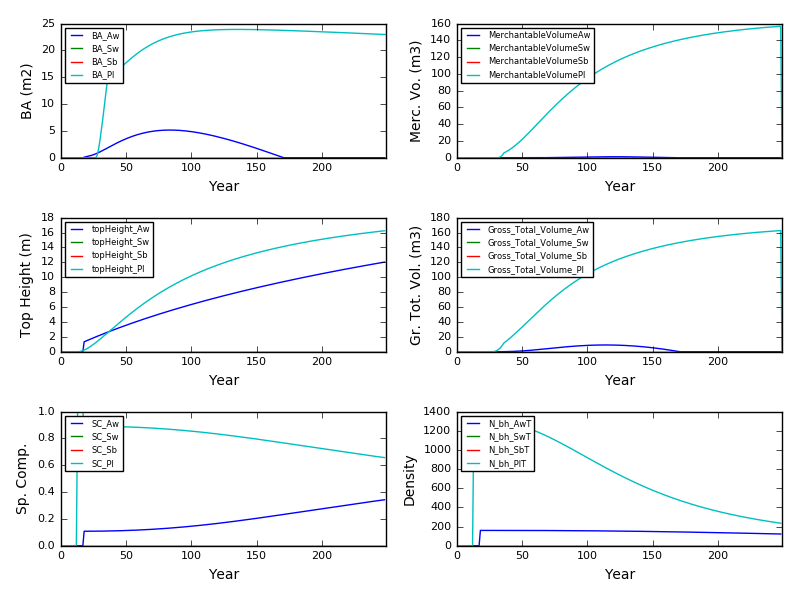 BA (m2)
25
20
15
10
5
0
BA_Aw
BA_Sw
BA_Sb
BA_Pl
0 50 100 150 200
Year
Merc. Vo. (m3)
160
140
120
100
80
60
40
20
0
MerchantableVolumeAw
MerchantableVolumeSw
MerchantableVolumeSb
MerchantableVolumePl
0 50 100 150 200
Year
Top Height (m)
18
16
14
12
10
8
6
4
2
0
topHeight_Aw
topHeight_Sw
topHeight_Sb
topHeight_Pl
0 50 100 150 200
Year
Gr. Tot. Vol. (m3)
180
160
140
120
100
80
60
40
20
0
Gross_Total_Volume_Aw
Gross_Total_Volume_Sw
Gross_Total_Volume_Sb
Gross_Total_Volume_Pl
0 50 100 150 200
Year
Sp. Comp.
1.0
0.8
0.6
0.4
0.2
0.0
SC_Aw
SC_Sw
SC_Sb
SC_Pl
0 50 100 150 200
Year
Density
1400
1200
1000
800
600
400
200
0
N_bh_AwT
N_bh_SwT
N_bh_SbT
N_bh_PlT
0 50 100 150 200
Year